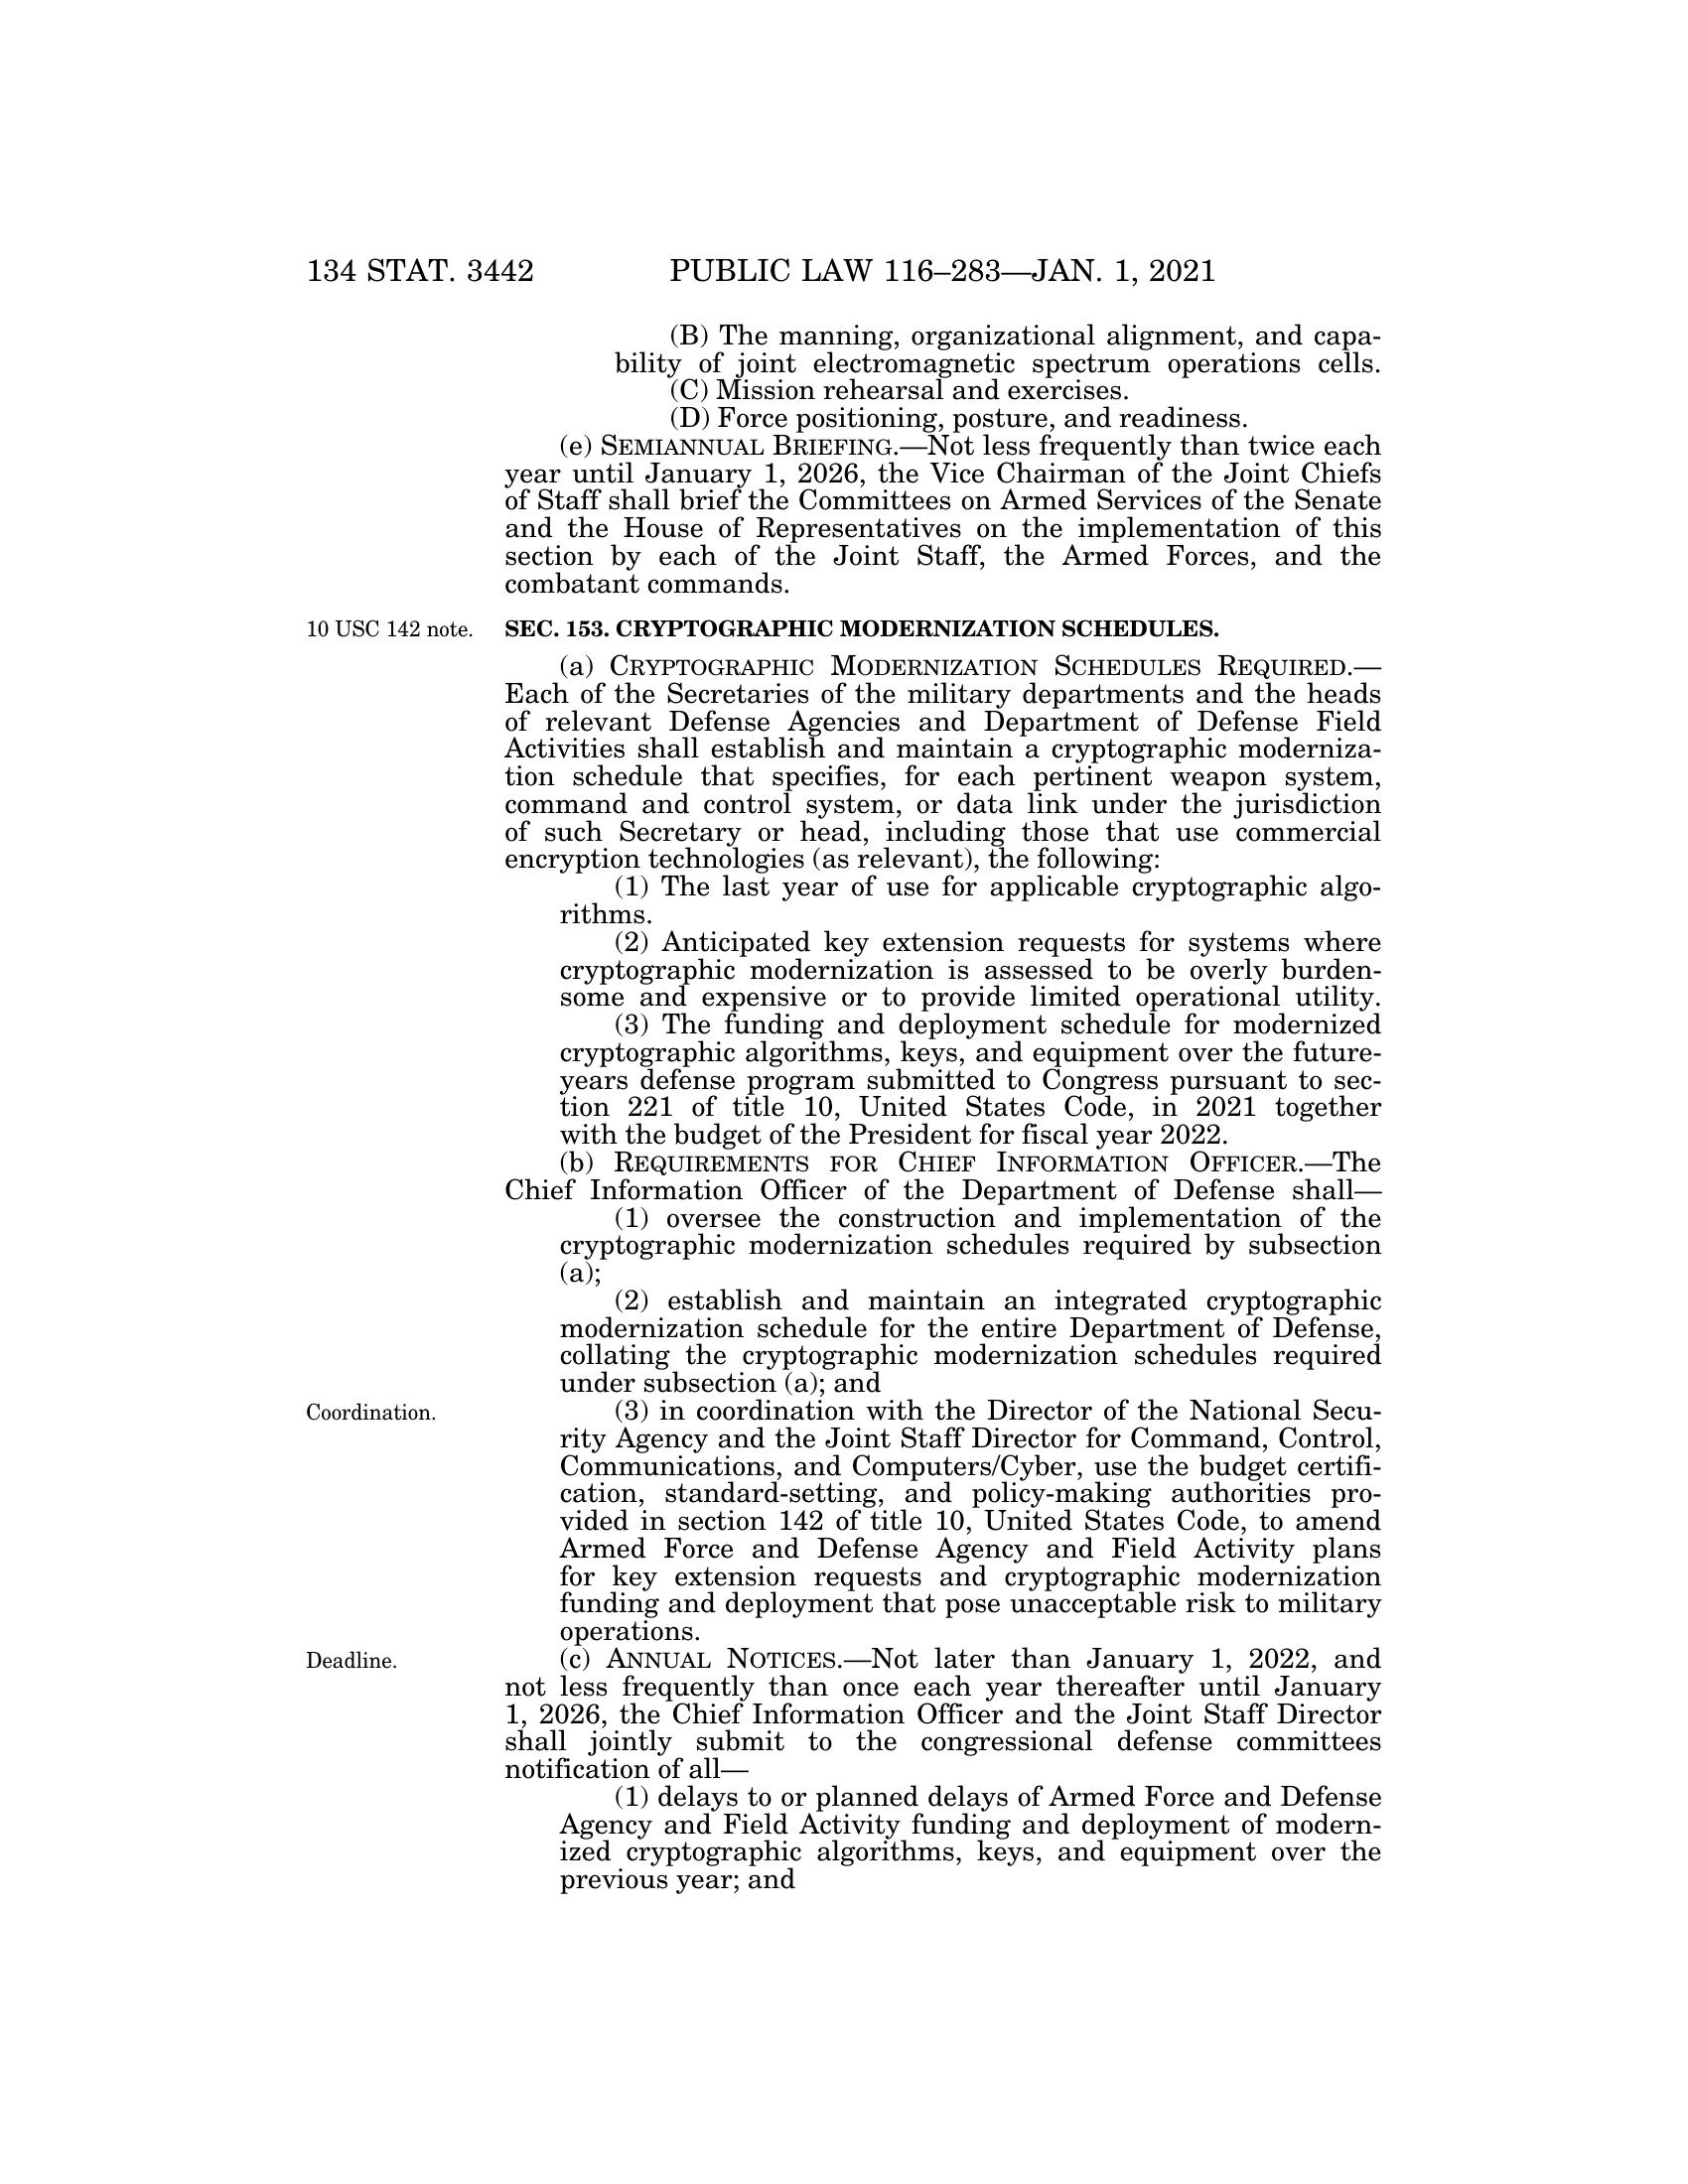 134 STAT. 3442 PUBLIC LAW 116–283—JAN. 1, 2021
(B) The manning, organizational alignment, and capa-
bility of joint electromagnetic spectrum operations cells.
(C) Mission rehearsal and exercises.
(D) Force positioning, posture, and readiness.
(e) SEMIANNUAL BRIEFING.—Not less frequently than twice each
year until January 1, 2026, the Vice Chairman of the Joint Chiefs
of Staff shall brief the Committees on Armed Services of the Senate
and the House of Representatives on the implementation of this
section by each of the Joint Staff, the Armed Forces, and the
combatant commands.
10 USC 142 note. SEC. 153. CRYPTOGRAPHIC MODERNIZATION SCHEDULES.
(a) CRYPTOGRAPHIC MODERNIZATION SCHEDULES REQUIRED.—
Each of the Secretaries of the military departments and the heads
of relevant Defense Agencies and Department of Defense Field
Activities shall establish and maintain a cryptographic moderniza-
tion schedule that specifies, for each pertinent weapon system,
command and control system, or data link under the jurisdiction
of such Secretary or head, including those that use commercial
encryption technologies (as relevant), the following:
(1) The last year of use for applicable cryptographic algo-
rithms.
(2) Anticipated key extension requests for systems where
cryptographic modernization is assessed to be overly burden-
some and expensive or to provide limited operational utility.
(3) The funding and deployment schedule for modernized
cryptographic algorithms, keys, and equipment over the future-
years defense program submitted to Congress pursuant to sec-
tion 221 of title 10, United States Code, in 2021 together
with the budget of the President for fiscal year 2022.
(b) REQUIREMENTS FOR CHIEF INFORMATION OFFICER.—The
Chief Information Officer of the Department of Defense shall—
(1) oversee the construction and implementation of the
cryptographic modernization schedules required by subsection
(a);
(2) establish and maintain an integrated cryptographic
modernization schedule for the entire Department of Defense,
collating the cryptographic modernization schedules required
under subsection (a); and
Coordination. (3) in coordination with the Director of the National Secu-
rity Agency and the Joint Staff Director for Command, Control,
Communications, and Computers/Cyber, use the budget certifi-
cation, standard-setting, and policy-making authorities pro-
vided in section 142 of title 10, United States Code, to amend
Armed Force and Defense Agency and Field Activity plans
for key extension requests and cryptographic modernization
funding and deployment that pose unacceptable risk to military
operations.
Deadline. (c) ANNUAL NOTICES.—Not later than January 1, 2022, and
not less frequently than once each year thereafter until January
1, 2026, the Chief Information Officer and the Joint Staff Director
shall jointly submit to the congressional defense committees
notification of all—
(1) delays to or planned delays of Armed Force and Defense
Agency and Field Activity funding and deployment of modern-
ized cryptographic algorithms, keys, and equipment over the
previous year; and